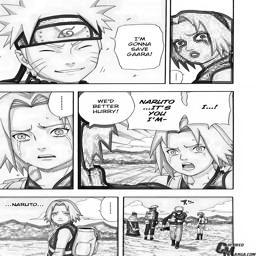 I'M
GONNA
SAVE
GAARA!
I...!
NARUTO
...IT'S
YOU
I'M-
WE'D
BETTER
HURRY!
.......
NARUTO...
......